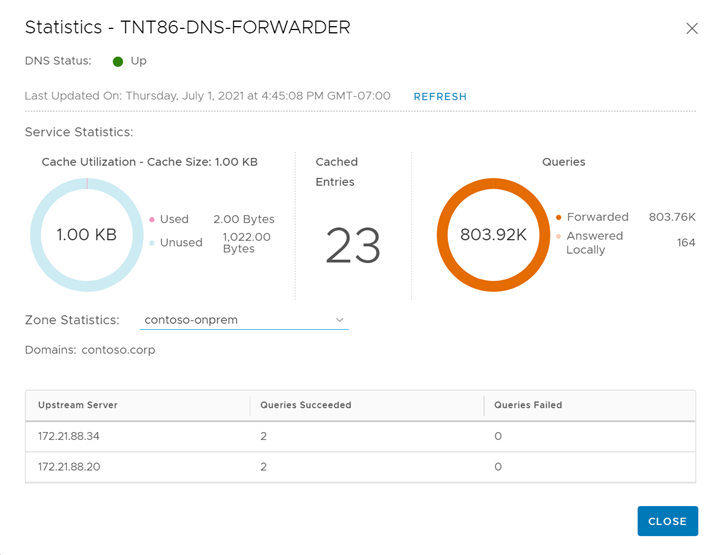 Statistics - TNT86-DNS-FORWARDER
DNS Status: Up
Last Updated On: Thursday, July 1, 2021 at 4:45:08 PM GMT-07:00 REFRESH
Service Statistics:
Cache Utilization - Cache Size: 1.00 KB
1.00 KB
Used 2.00 Bytes
Unused 1,022.00
Bytes
Cached
Entries
23
Queries
803.92K
Forwarded 803.76K
Answered
Locally 164
Zone Statistics: contoso-onprem
Domains: contoso.corp
Upstream Server Queries Succeeded Queries Failed
172.21.88.34 2 0
172.21.88.20 2 0
CLOSE